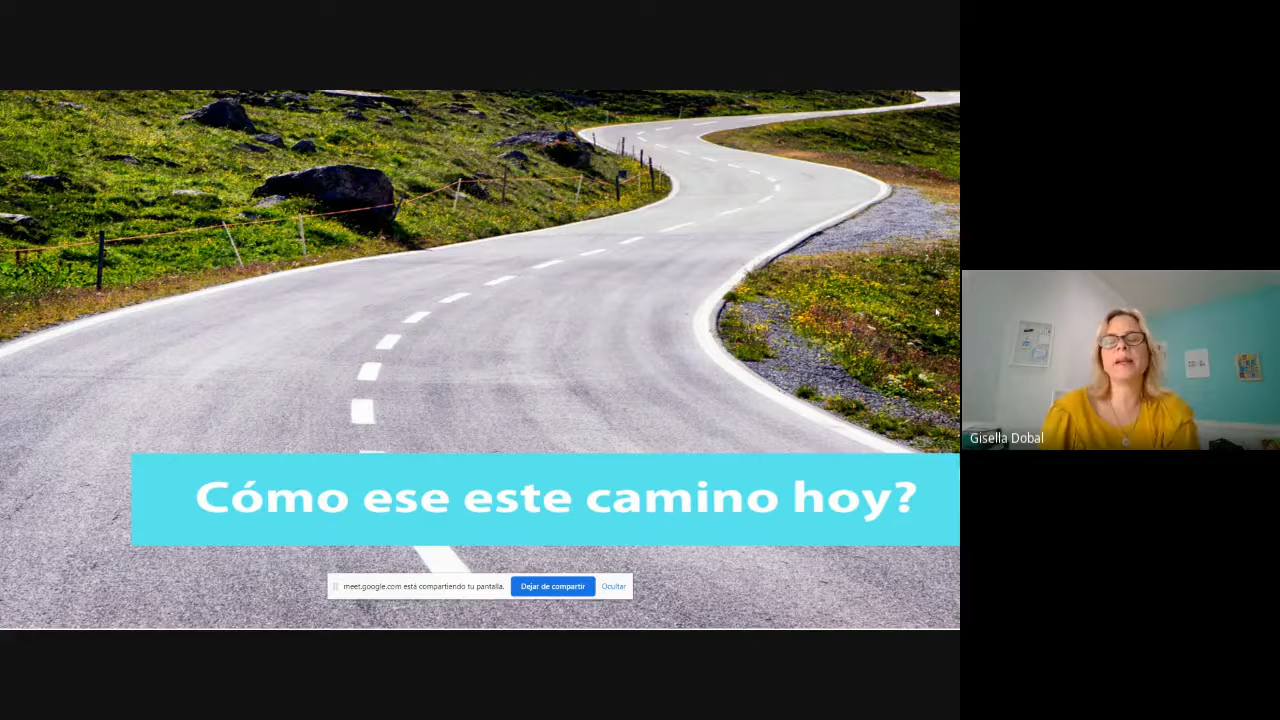 Cómo ese este camino hoy?
meet.google.com está compartiendo tu pantalla.
Dejar de compartir
Ocultar
Gisella Dobal